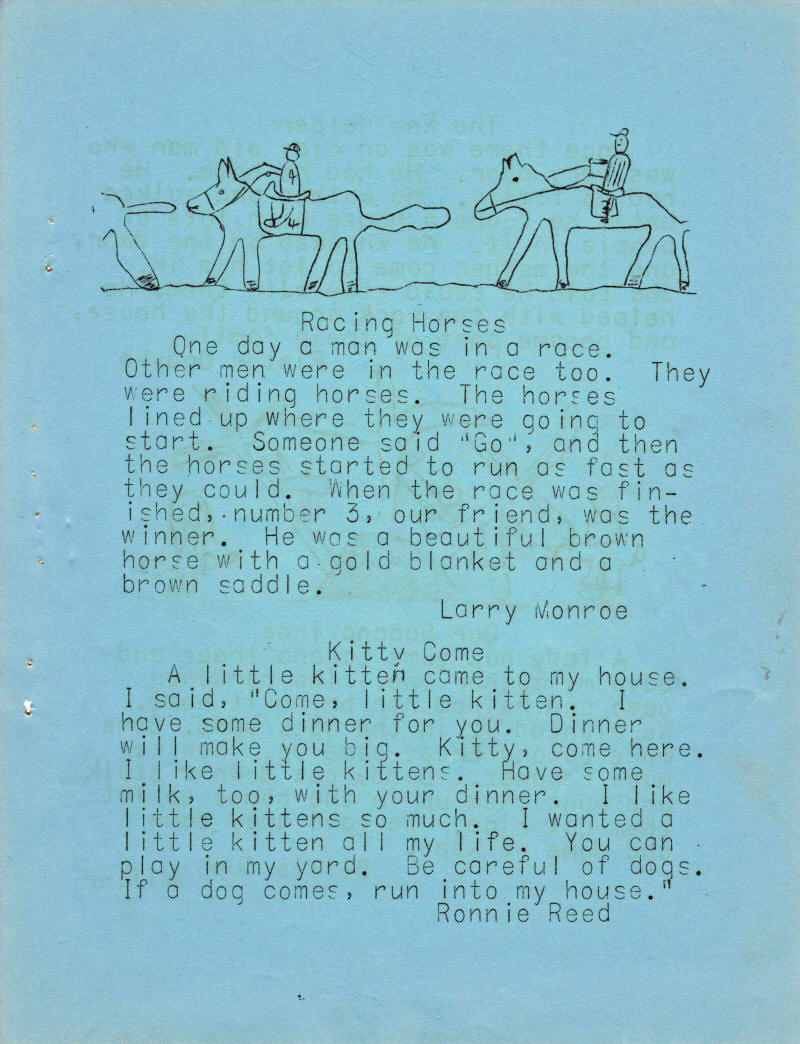 4
4
Racing Horses
One day a man was in a race.
Other men were in the race too. They
were riding horses. The horses
lined up where they were going to
start. Someone said "Go", and then
the horses started to run as fast as
they could. When the race was fin-
ished, number 3, our friend, was the
winner. He was a beautiful brown
horse with a gold blanket and a
brown saddle.
Larry Monroe
Kitty Come
A little kitten came to my house.
I said, "Come, little kitten. I
have some dinner for you. Dinner
will make you big. Kitty, come here.
I like little kittens. Have some
milk, too, with your dinner. I like
little kittens so much. I wanted a
little kitten all my life. You can
play in my yard. Be careful of dogs.
If a dog comes, run into my house."
Ronnie Reed